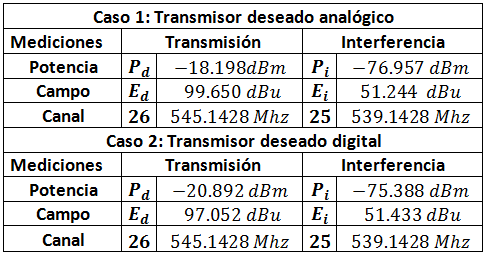 Caso 1: Transmisor deseado analógico
Mediciones Transmisión Interferencia
Potencia P_d −18.198dBm P_i −76.957 dBm
Campo E_d 99.650 dBu E_i 51.244 dBu
Canal 26 545.1428 Mhz 25 539.1428 Mhz
Caso 2: Transmisor deseado digital
Mediciones Transmisión Interferencia
Potencia P_d −20.892 dBm P_i −75.388 dBm
Campo E_d 97.052 dBu E_i 51.433 dBu
Canal 26 545.1428 Mhz 25 539.1428 Mhz